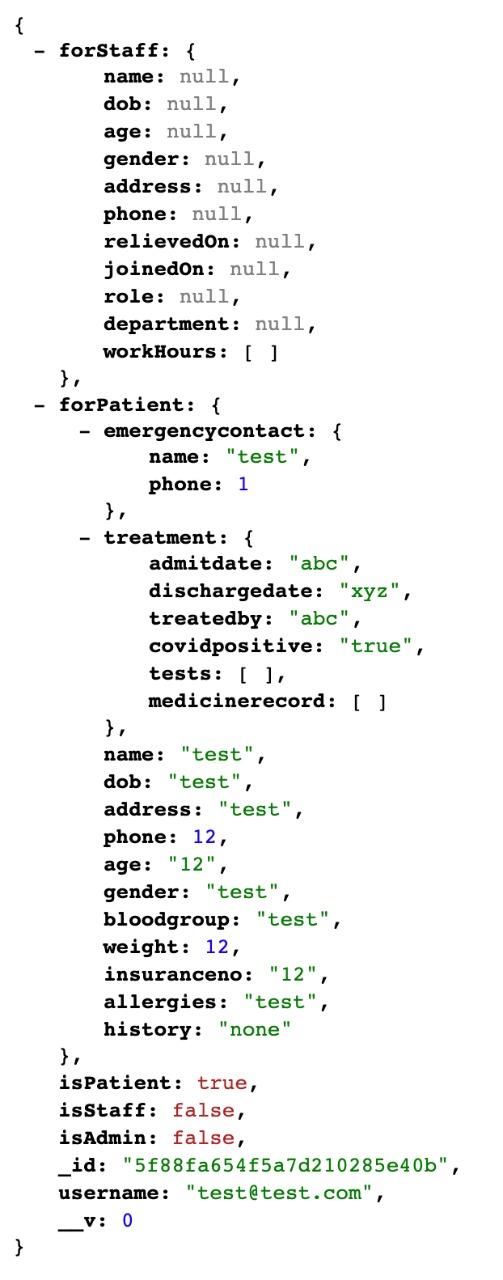 {
- forStaff: {
name: null,
dob: null,
age: null,
gender: null,
address: null,
phone: null,
relievedOn: null,
joinedOn: null,
role: null,
department: null,
workHours: [ ]
},
- forPatient: {
- emergencycontact: {
name: "test",
phone: 1
},
- treatment: {
admitdate: "abc",
dischargedate: "xyz",
treatedby: "abc",
covidpositive: "true",
tests: [ ],
medicinerecord: [ ]
},
name: "test",
dob: "test",
address: "test",
phone: 12,
age: "12",
gender: "test",
bloodgroup: "test",
weight: 12,
insuranceno: "12",
allergies: "test",
history: "none"
},
isPatient: true,
isStaff: false,
isAdmin: false,
_id: "5f88fa654f5a7d210285e40b",
username: "test@test.com",
__v: 0
}